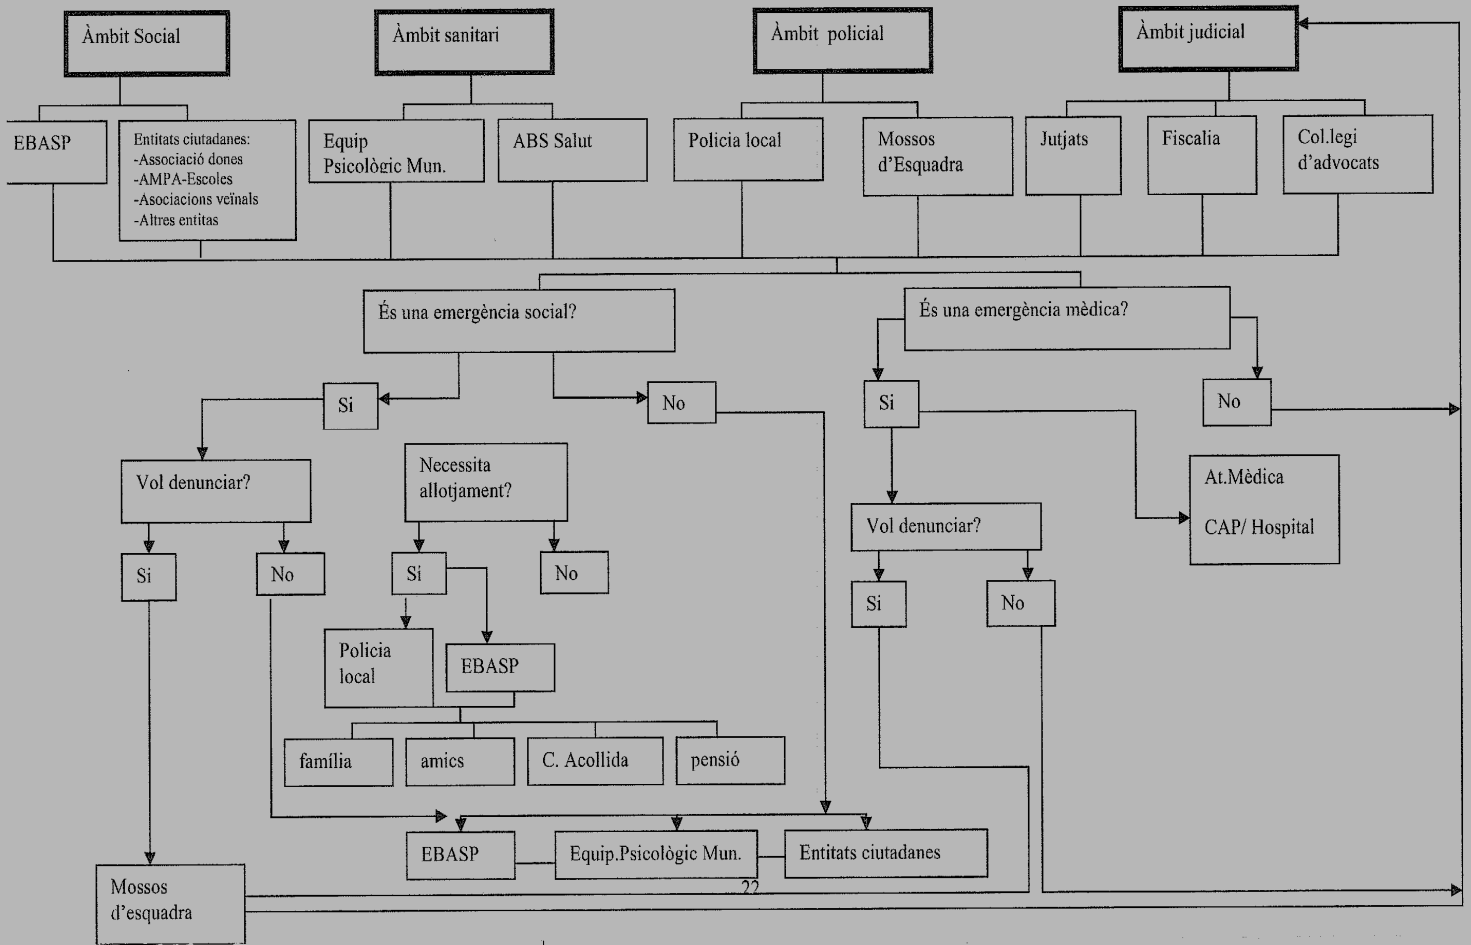 Àmbit Social
Àmbit sanitari
Àmbit policial
Àmbit judicial
EBASP
Entitats ciutadanes:
-Associació dones
-AMPA-Escoles
-Asociacions veïnals
-Altres entitas
Equip
Psicològic Mun.
ABS Salut
Policia local
Mossos
d'Esquadra
Jutjats
Fiscalia
Col.legi
d'advocats
És una emergència social?
És una emergència mèdica?
Si
No
Si
No
Vol denunciar?
Necessita
allotjament?
At.Mèdica
CAP/ Hospital
Vol denunciar?
Si
No
Si
No
Si
No
Policia
local
EBASP
família
amics
C. Acollida
pensió
EBASP
Equip.Psicològic Mun.
Entitats ciutadanes
22
Mossos
d'esquadra